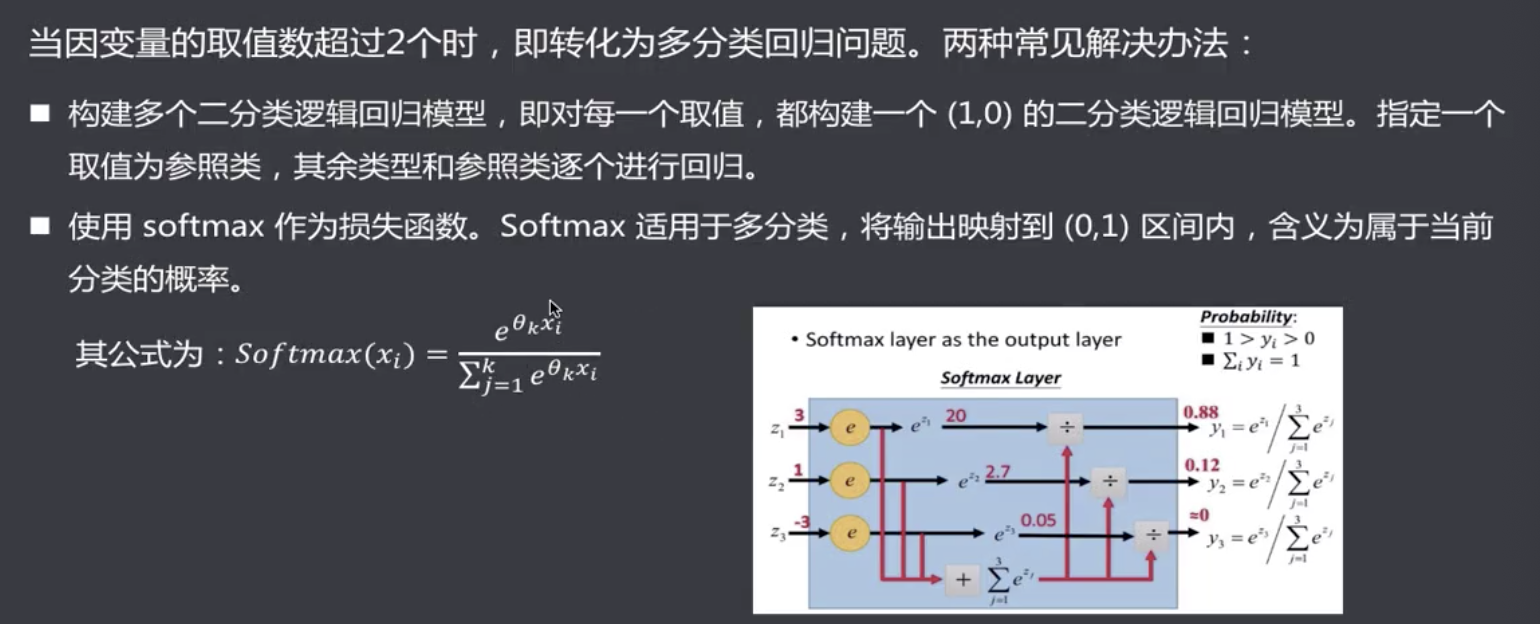 当因变量的取值数超过2个时，即转化为多分类回归问题。两种常见解决办法：
■ 构建多个二分类逻辑回归模型，即对每一个取值，都构建一个 (1,0) 的二分类逻辑回归模型。指定一个
取值为参照类，其余类型和参照类逐个进行回归。
■ 使用 softmax 作为损失函数。Softmax 适用于多分类，将输出映射到 (0,1) 区间内，含义为属于当前
分类的概率。
其公式为：Softmax(x_i) = e^{θ_k x_i} / ∑_{j=1}^{k} e^{θ_k x_i}
• Softmax layer as the output layer
Probability:
■ 1 > y_i > 0
■ ∑_i y_i = 1
Softmax Layer
z_1 3 e e^{z_1} 20 ÷ 0.88 y_1 = e^{z_1} / ∑_{j=1}^{3} e^{z_j}
z_2 1 e e^{z_2} 2.7 ÷ 0.12 y_2 = e^{z_2} / ∑_{j=1}^{3} e^{z_j}
z_3 -3 e e^{z_3} 0.05 ÷ ≈0 y_3 = e^{z_3} / ∑_{j=1}^{3} e^{z_j}
+ ∑_{j=1}^{3} e^{z_j}